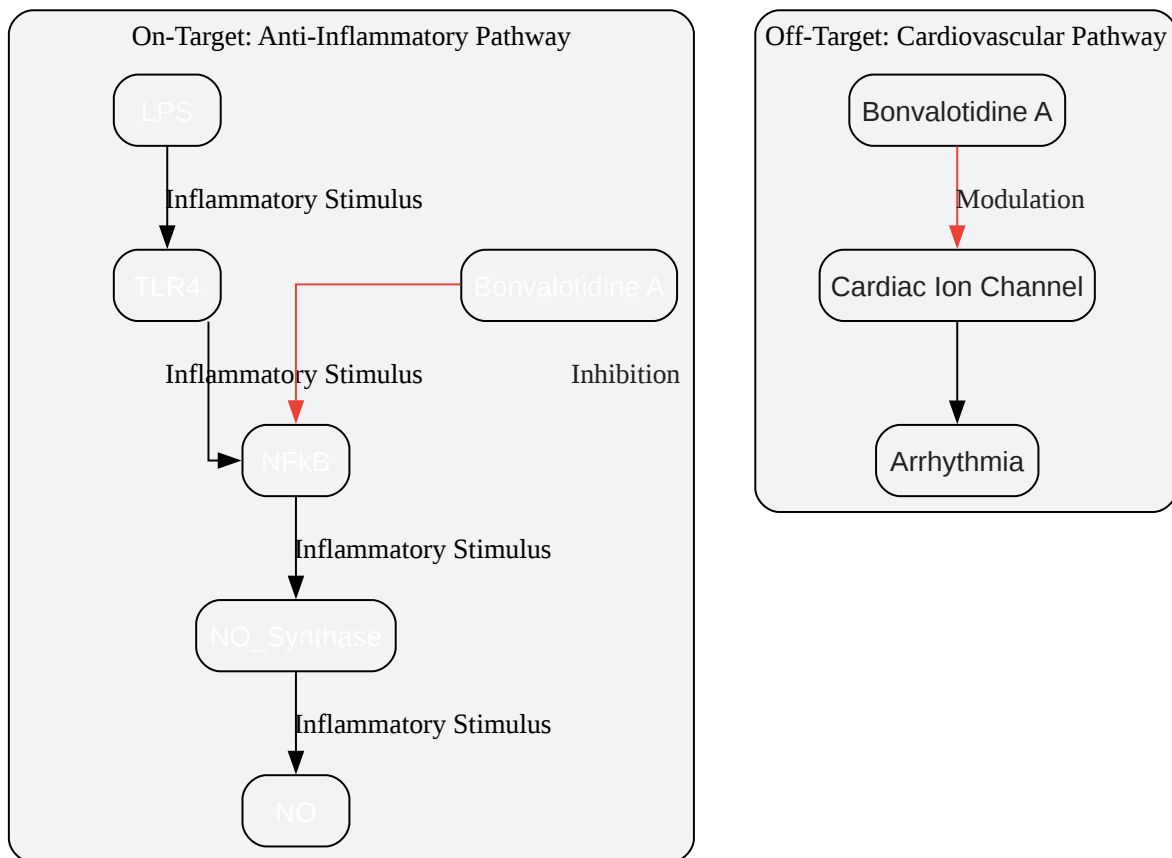 On-Target: Anti-Inflammatory Pathway
LPS
Inflammatory Stimulus
TLR4
Bonvalotidine A
Inflammatory Stimulus
Inhibition
NFkB
Inflammatory Stimulus
NO_Synthase
Inflammatory Stimulus
NO
Off-Target: Cardiovascular Pathway
Bonvalotidine A
Modulation
Cardiac Ion Channel
Arrhythmia